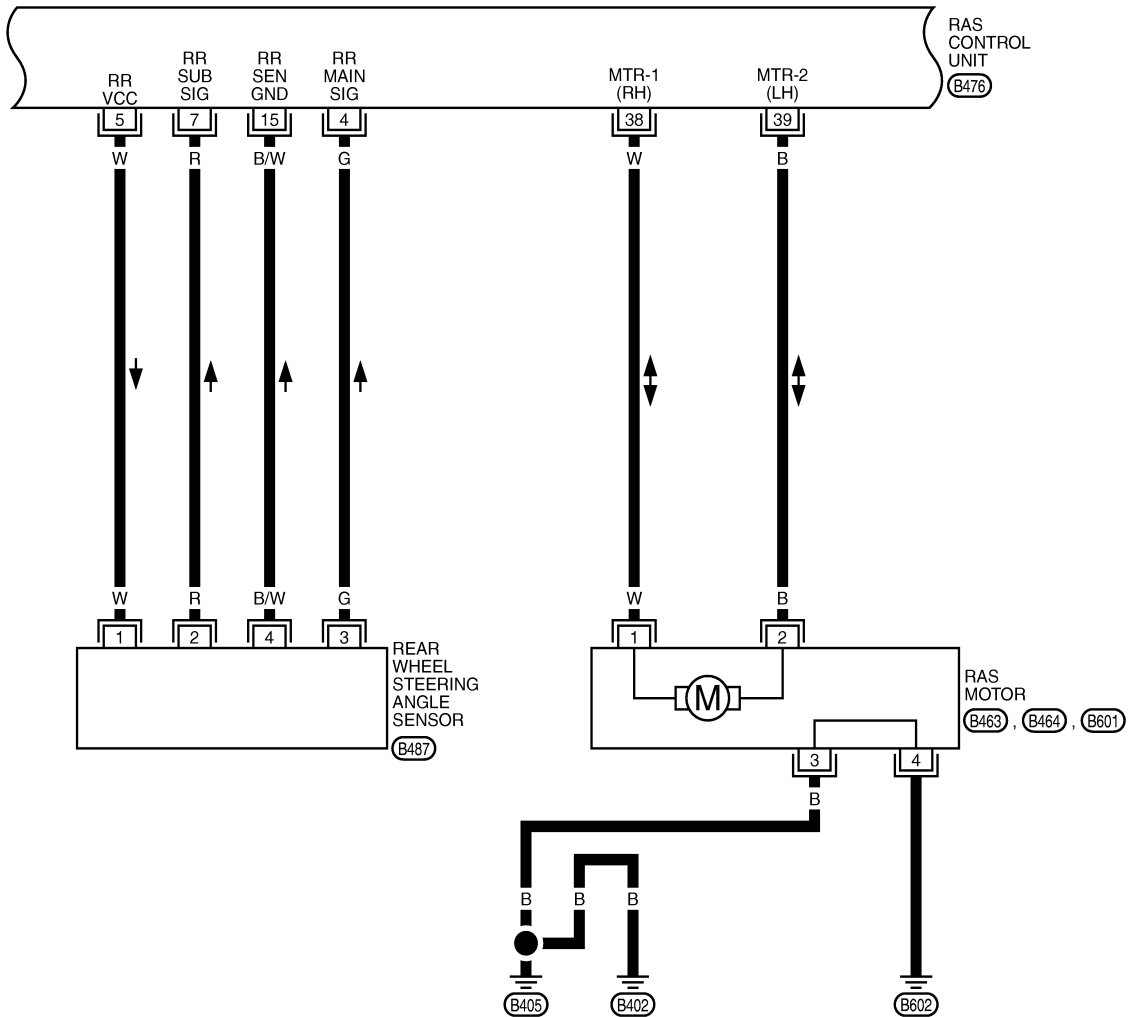 RAS
CONTROL
UNIT
B476
RR
VCC
RR
SUB
SIG
RR
SEN
GND
RR
MAIN
SIG
MTR-1
(RH)
MTR-2
(LH)
5 7 15 4 38 39
W R B/W G W B
W R B/W G W B
1 2 4 3 1 2
REAR
WHEEL
STEERING
ANGLE
SENSOR
B487
M
RAS
MOTOR
B463 , B464 , B601
3 4
B
B B B
B405 B402 B602